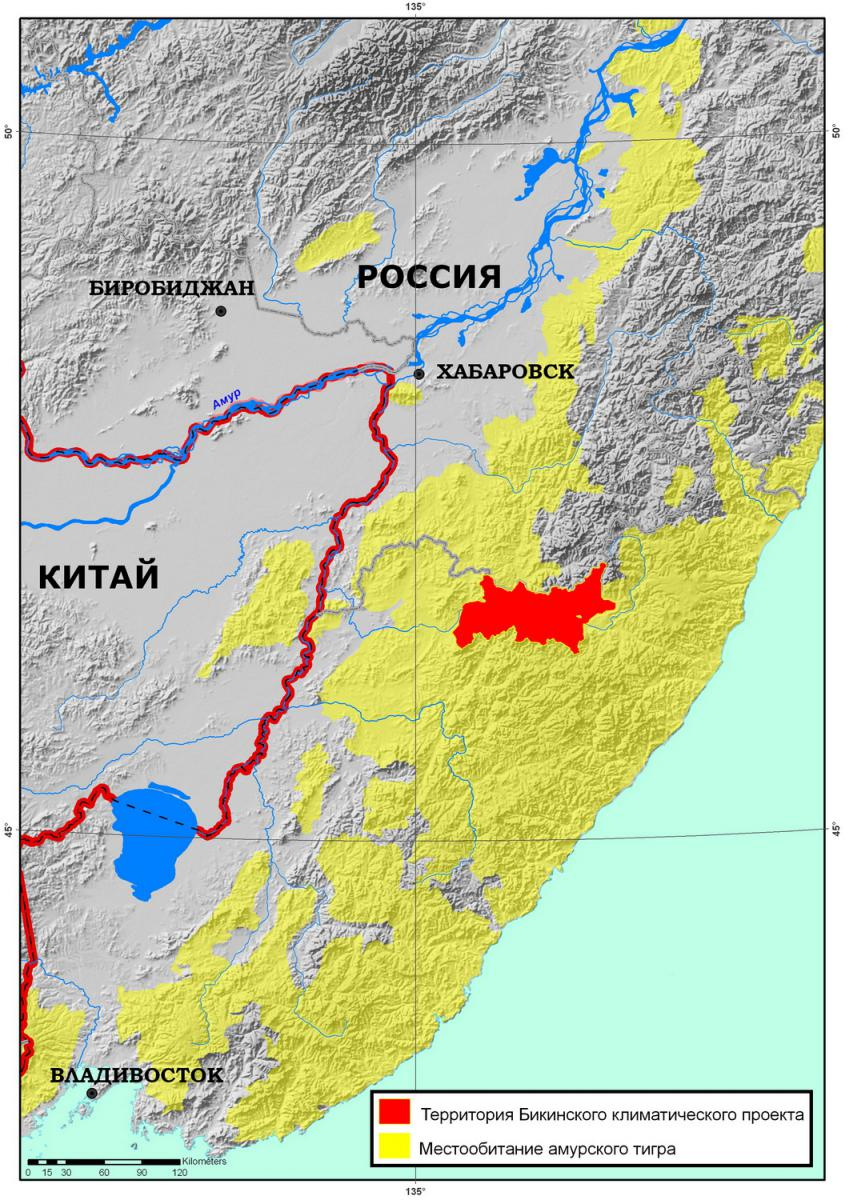 135°
50°
50°
БИРОБИДЖАН
РОССИЯ
ХАБАРОВСК
Амур
КИТАЙ
45°
45°
ВЛАДИВОСТОК
Территория Бикинского климатического проекта
Местообитание амурского тигра
Kilometers
0 15 30 60 90 120
135°